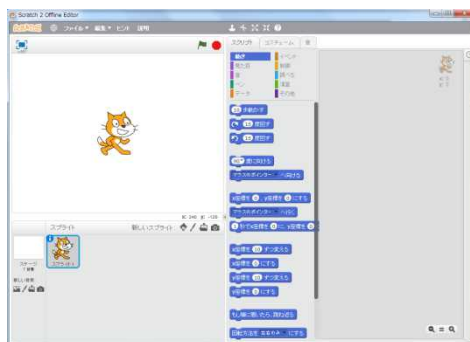 Scratch 2 Offline Editor
ファイル▼ 編集▼ ヒント 説明
スクリプト コスチューム 音
動き イベント
見た目 制御
音 調べる
ペン 演算
データ その他
10 歩動かす
15 度回す
15 度回す
90▼ 度に向ける
マウスのポインター へ向ける
x座標を 0 、y座標を 0 にする
マウスのポインター へ行く
1 秒でx座標を 0 に、y座標を 0
x座標を 10 ずつ変える
x座標を 0 にする
y座標を 10 ずつ変える
y座標を 0 にする
もし端に着いたら、跳ね返る
回転方法を 左右のみ にする
スプライト 新しいスプライト
ステージ
スプライト1